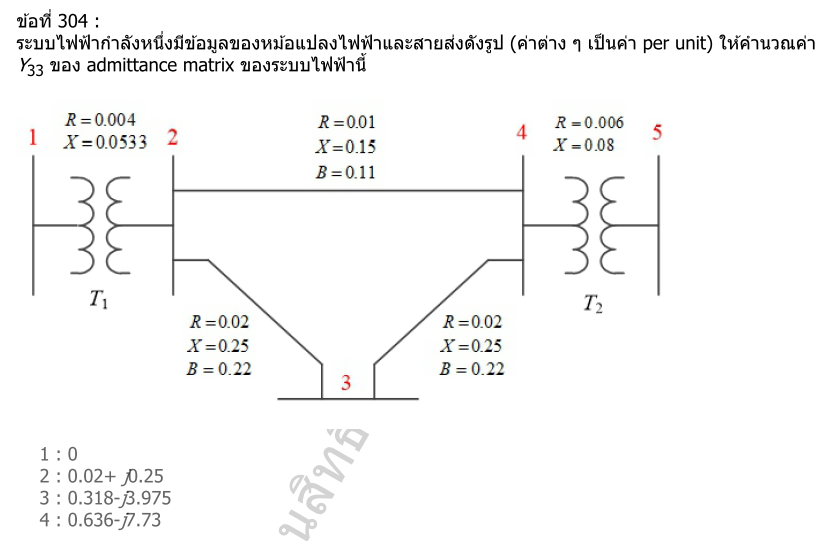 ข้อที่ 304 :
ระบบไฟฟ้ากำลังหนึ่งมีข้อมูลของหม้อแปลงไฟฟ้าและสายส่งดังรูป (ค่าต่าง ๆ เป็นค่า per unit) ให้คำนวณค่า
Y33 ของ admittance matrix ของระบบไฟฟ้านี้
R = 0.004
X = 0.0533
1
2
R =0.01
X=0.15
B = 0.11
4
R = 0.006
X = 0.08
5
T1
T2
R =0.02
X =0.25
B = 0.22
R =0.02
X =0.25
B = 0.22
3
1 : 0
2 : 0.02+ j0.25
3 : 0.318-j3.975
4 : 0.636-j7.73
นสิทธิ์